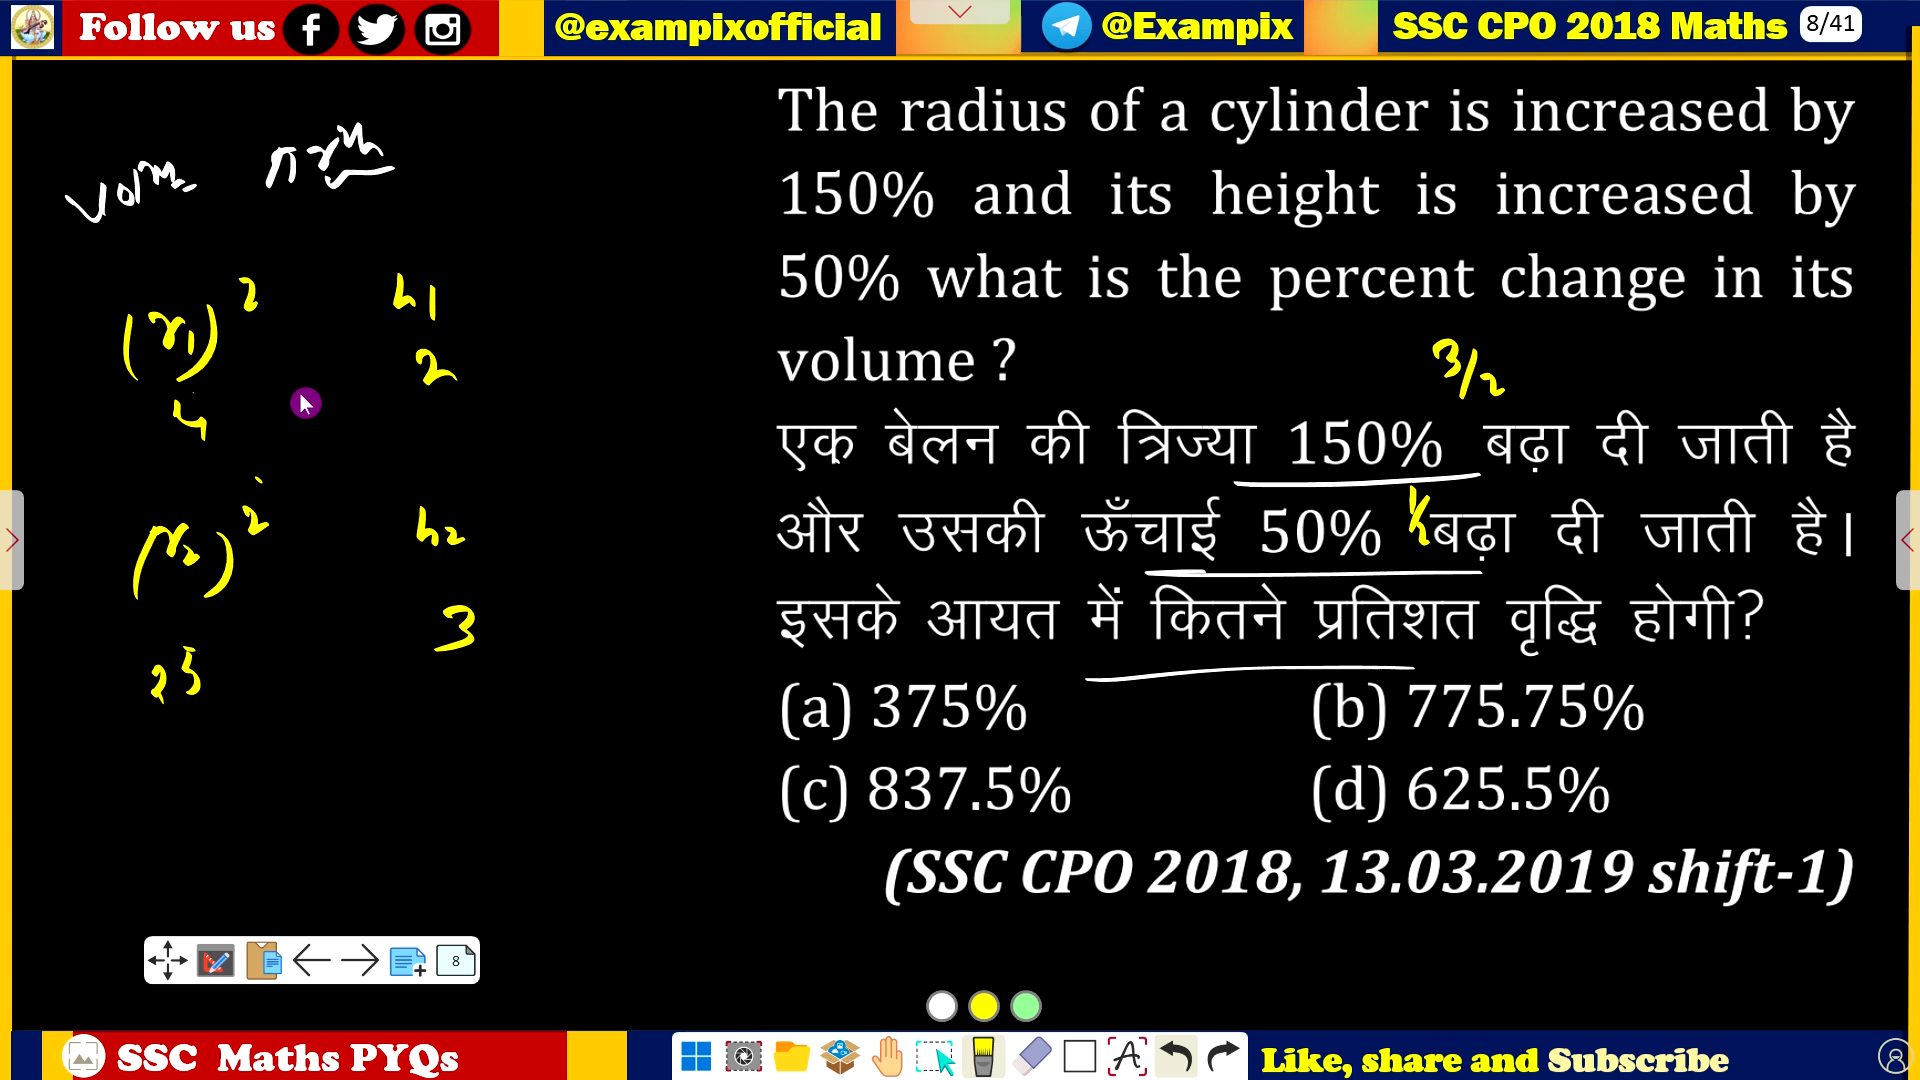 Follow us
@exampixofficial
@Exampix
SSC CPO 2018 Maths 8/41
The radius of a cylinder is increased by
150% and its height is increased by
50% what is the percent change in its
volume ?
3/2
एक बेलन की त्रिज्या 150% बढ़ा दी जाती है
और उसकी ऊँचाई 50% बढ़ा दी जाती है।
इसके आयत में कितने प्रतिशत वृद्धि होगी?
(a) 375% (b) 775.75%
(c) 837.5% (d) 625.5%
(SSC CPO 2018, 13.03.2019 shift-1)
(r1)² h1
4 2
(r2)² h2
25 3
8
SSC Maths PYQs
Like, share and Subscribe